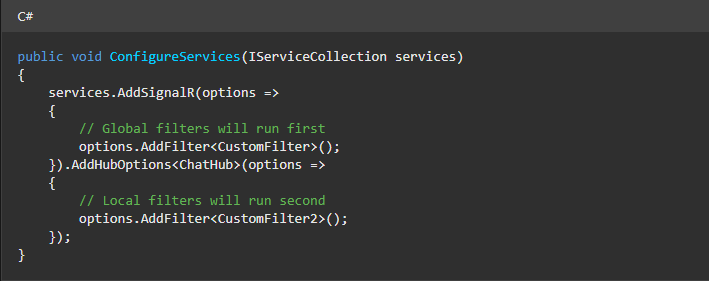 C#
public void ConfigureServices(IServiceCollection services)
{
    services.AddSignalR(options =>
    {
        // Global filters will run first
        options.AddFilter<CustomFilter>();
    }).AddHubOptions<ChatHub>(options =>
    {
        // Local filters will run second
        options.AddFilter<CustomFilter2>();
    });
}